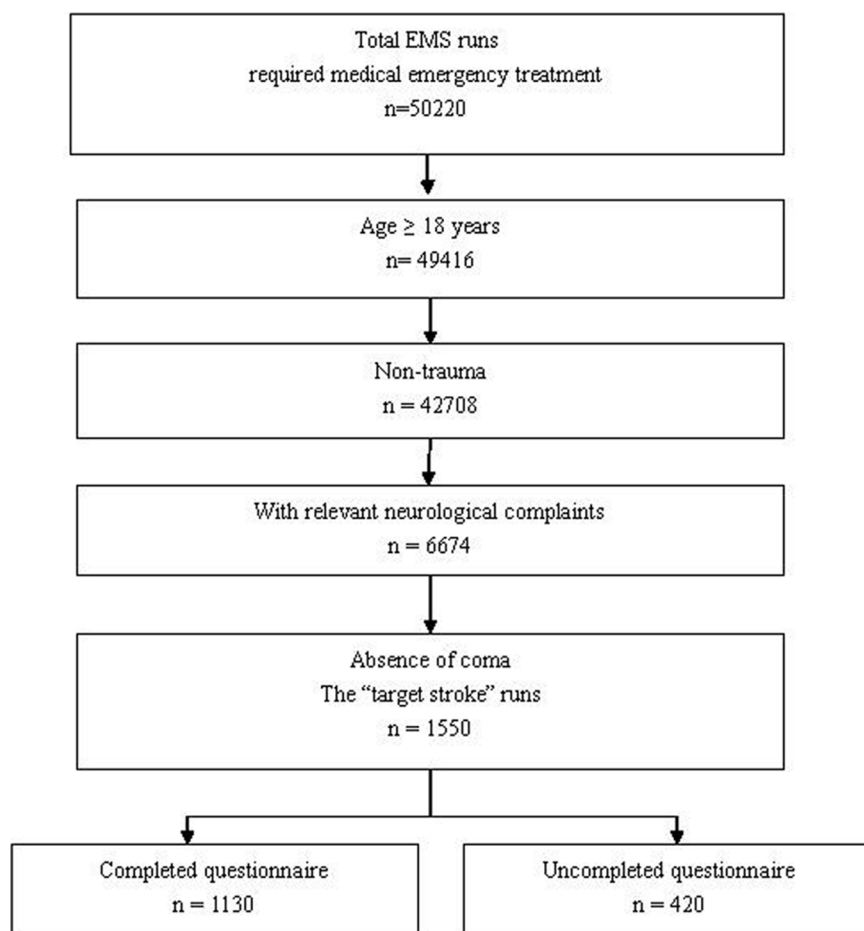 Total EMS runs
required medical emergency treatment
n=50220
Age ≥ 18 years
n= 49416
Non-trauma
n = 42708
With relevant neurological complaints
n = 6674
Absence of coma
The “target stroke” runs
n = 1550
Completed questionnaire
n = 1130
Uncompleted questionnaire
n = 420